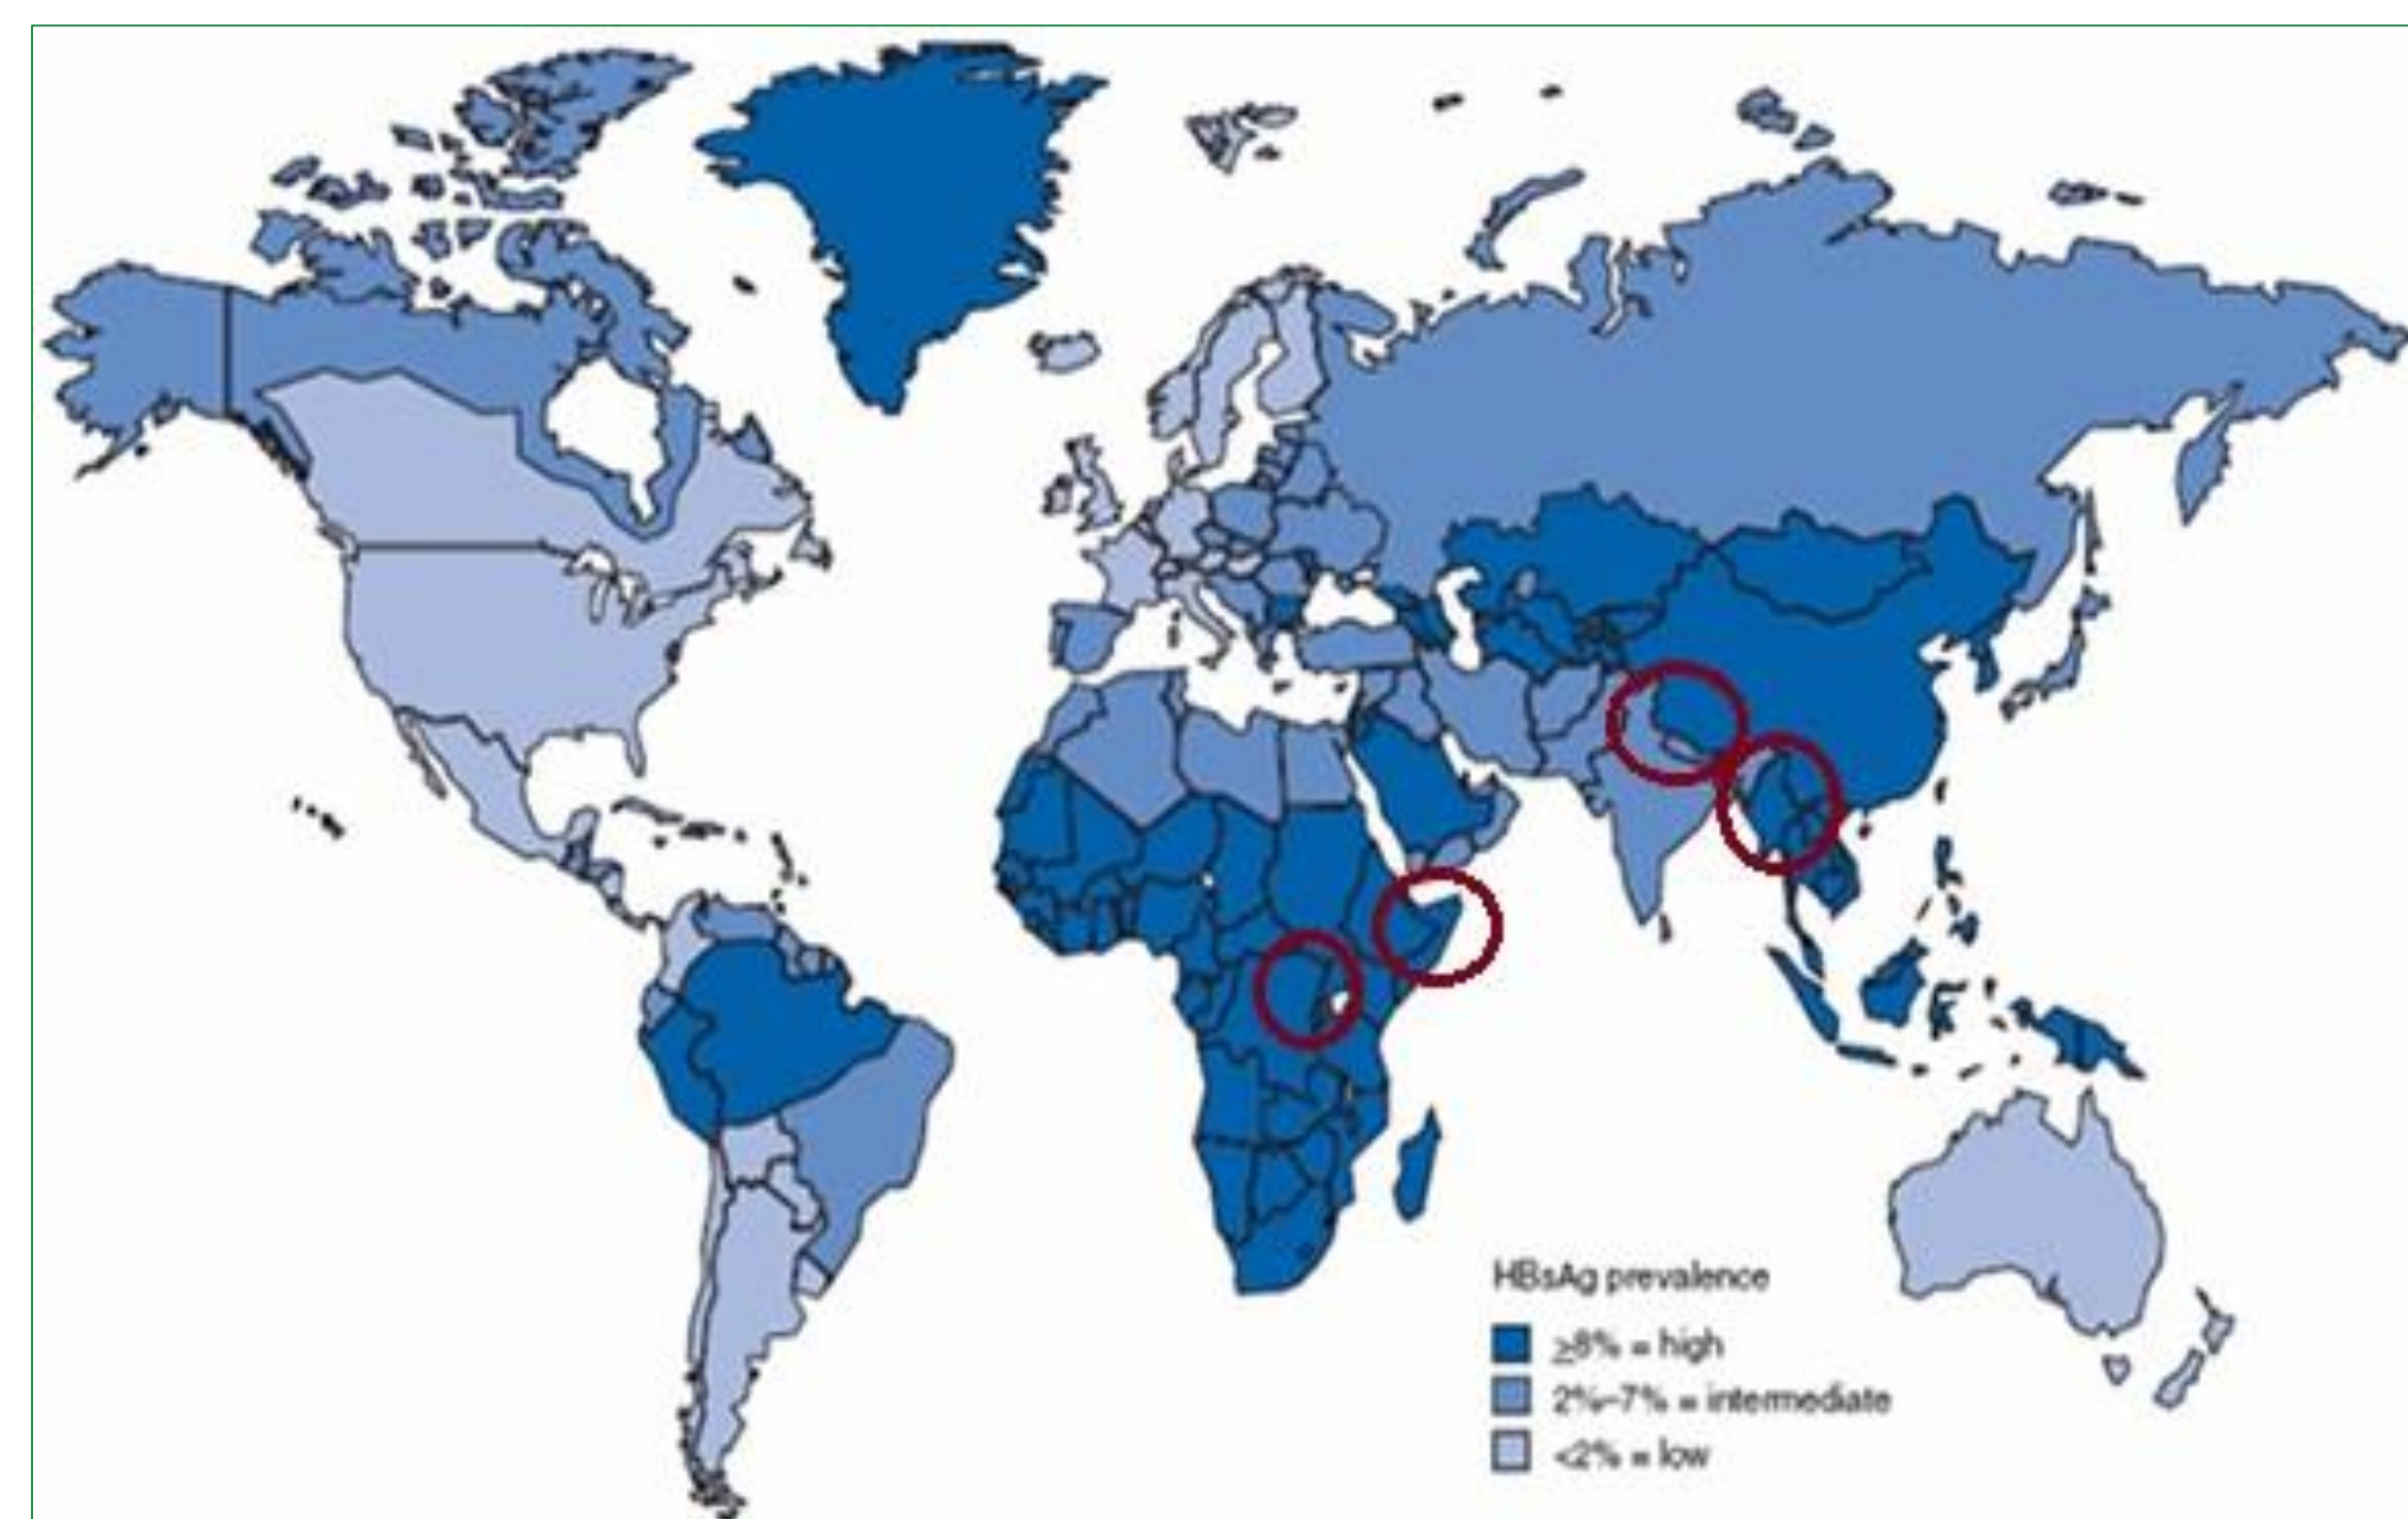 HBsAg prevalence
≥8% = high
2%–7% = intermediate
<2% = low